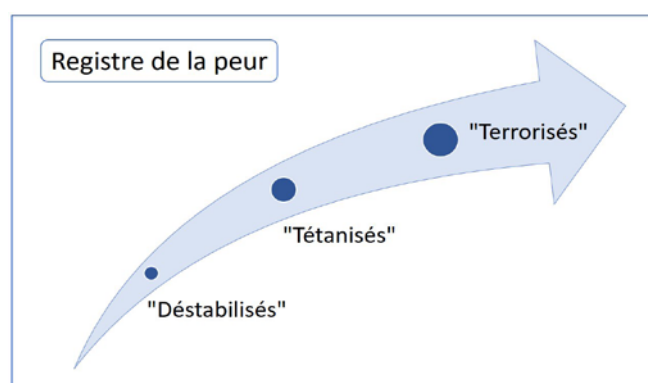 Registre de la peur
"Terrorisés"
"Tétanisés"
"Déstabilisés"